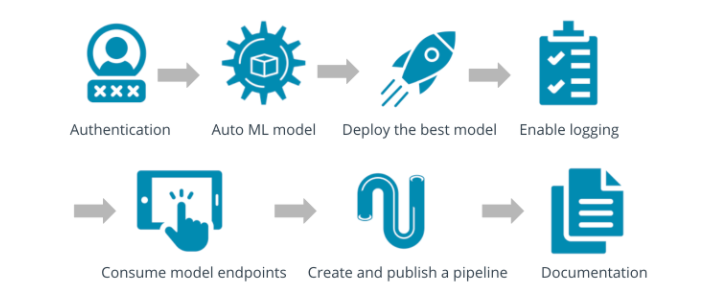 Authentication
Auto ML model
Deploy the best model
Enable logging
Consume model endpoints
Create and publish a pipeline
Documentation